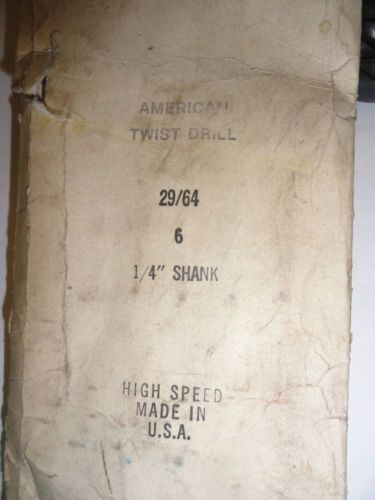 AMERICAN
TWIST DRILL
29/64
6
1/4" SHANK
HIGH SPEED
MADE IN
U.S.A.